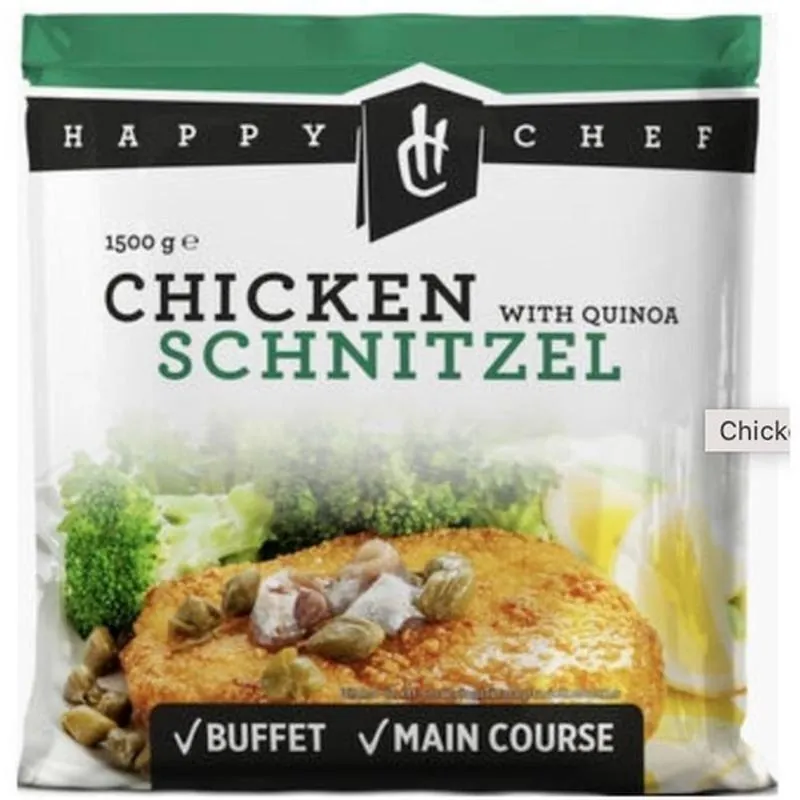 HAPPY CHEF
1500 g ℮
CHICKEN WITH QUINOA
SCHNITZEL
Chick
✓BUFFET ✓MAIN COURSE